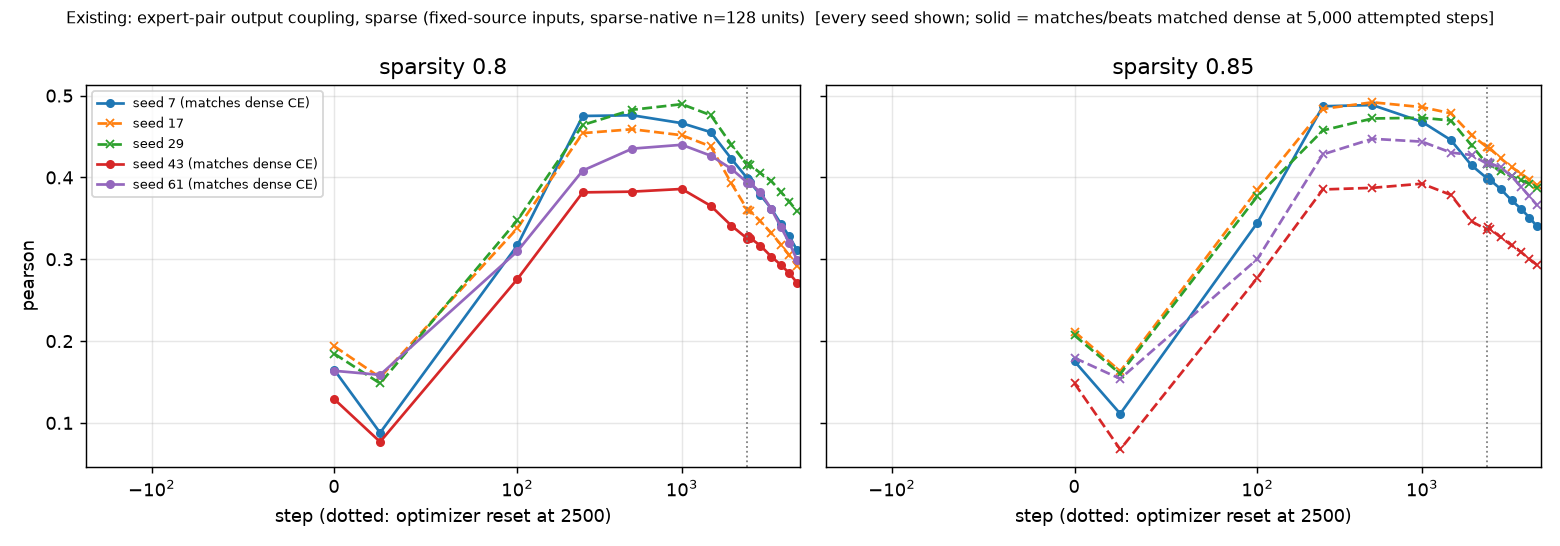 Existing: expert-pair output coupling, sparse (fixed-source inputs, sparse-native n=128 units)  [every seed shown; solid = matches/beats matched dense at 5,000 attempted steps]
sparsity 0.8
sparsity 0.85
seed 7 (matches dense CE)
seed 17
seed 29
seed 43 (matches dense CE)
seed 61 (matches dense CE)
pearson
0.5
0.4
0.3
0.2
0.1
−10²
0
10²
10³
−10²
0
10²
10³
step (dotted: optimizer reset at 2500)
step (dotted: optimizer reset at 2500)